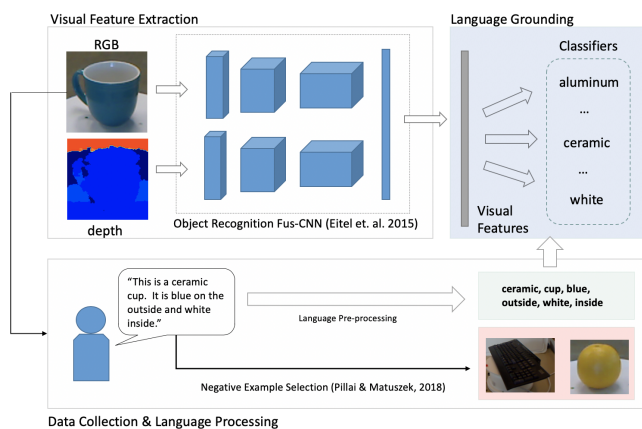 Visual Feature Extraction
Language Grounding
RGB
depth
Object Recognition Fus-CNN (Eitel et. al. 2015)
Classifiers
aluminum
...
ceramic
...
white
Visual
Features
"This is a ceramic
cup. It is blue on the
outside and white
inside."
Language Pre-processing
ceramic, cup, blue,
outside, white, inside
Negative Example Selection (Pillai & Matuszek, 2018)
Data Collection & Language Processing